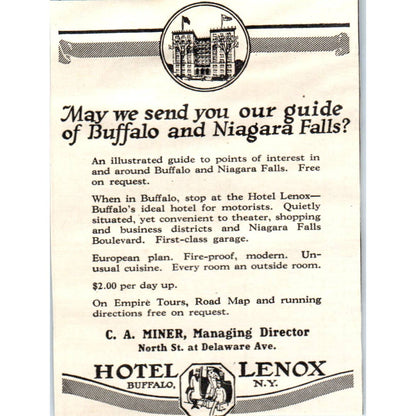 May we send you our guide
of Buffalo and Niagara Falls?
An illustrated guide to points of interest in
and around Buffalo and Niagara Falls. Free
on request.
When in Buffalo, stop at the Hotel Lenox—
Buffalo's ideal hotel for motorists. Quietly
situated, yet convenient to theater, shopping
and business districts and Niagara Falls
Boulevard. First-class garage.
European plan. Fire-proof, modern. Un-
usual cuisine. Every room an outside room.
$2.00 per day up.
On Empire Tours, Road Map and running
directions free on request.
C. A. MINER, Managing Director
North St. at Delaware Ave.
HOTEL LENOX
BUFFALO, N.Y.